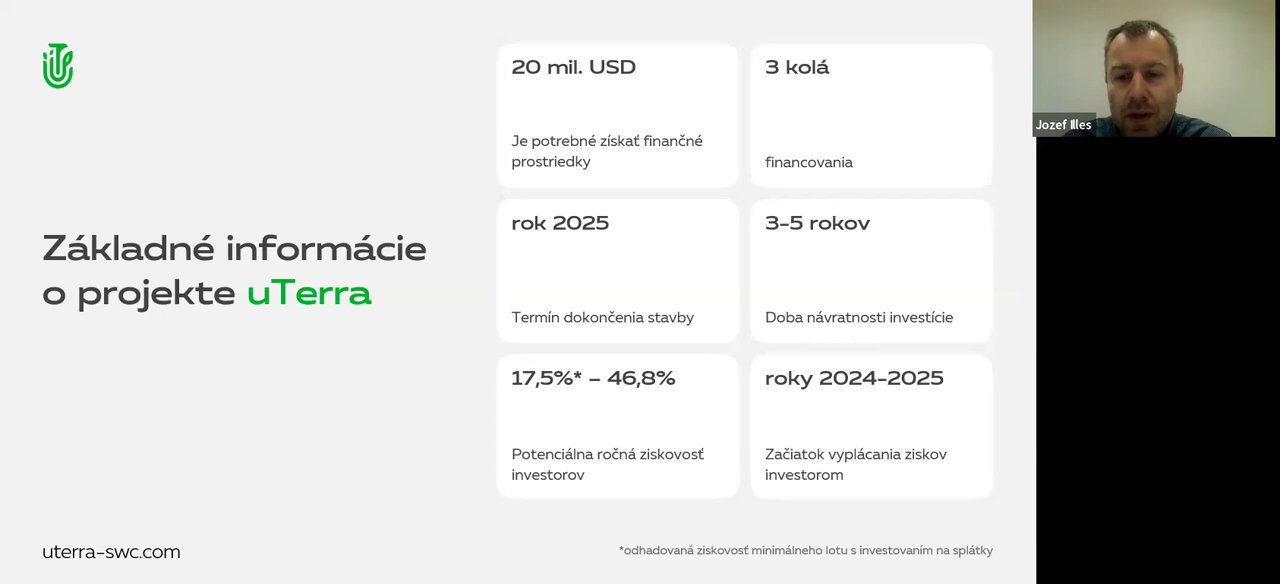 Základné informácie
o projekte uTerra
20 mil. USD
Je potrebné získať finančné
prostriedky
3 kolá
financovania
rok 2025
Termín dokončenia stavby
3-5 rokov
Doba návratnosti investície
17,5%* – 46,8%
Potenciálna ročná ziskovosť
investorov
roky 2024-2025
Začiatok vyplácania ziskov
investorom
uterra-swc.com
*odhadovaná ziskovosť minimálneho lotu s investovaním na splátky
Jozef Illes